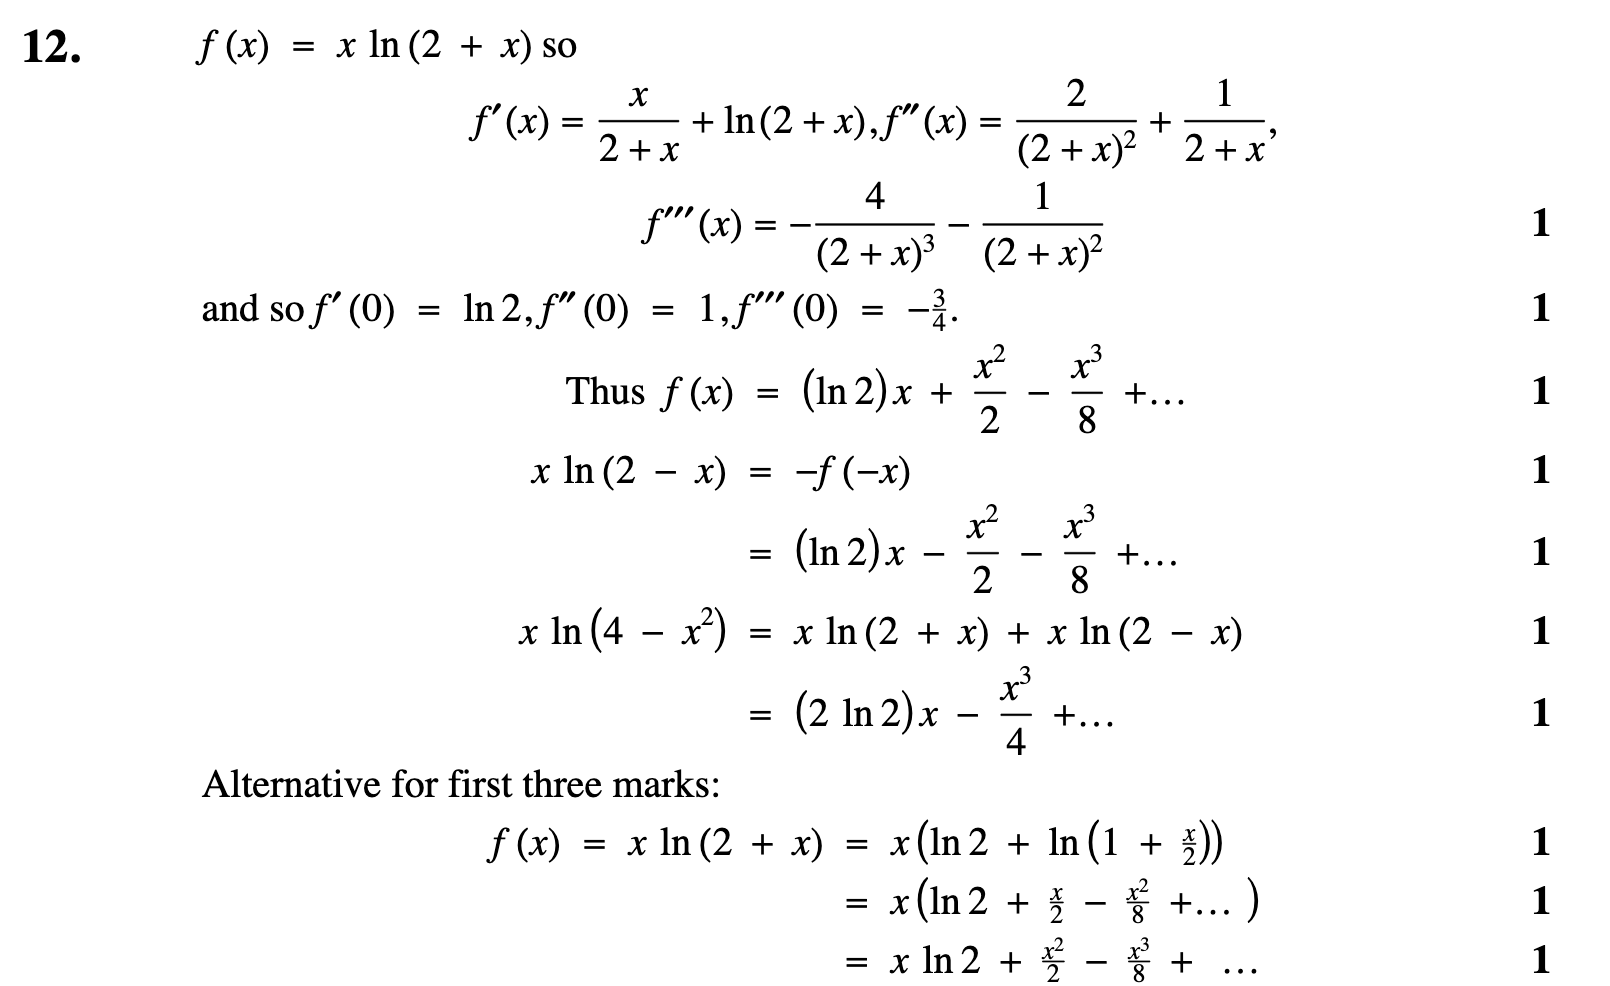 12. f (x) = x ln (2 + x) so
f′(x) = x/(2 + x) + ln(2 + x), f″(x) = 2/(2 + x)² + 1/(2 + x),
f‴(x) = −4/(2 + x)³ − 1/(2 + x)² 1
and so f′(0) = ln 2, f″(0) = 1, f‴(0) = −3/4. 1
Thus f (x) = (ln 2) x + x²/2 − x³/8 +… 1
x ln (2 − x) = −f (−x) 1
= (ln 2) x − x²/2 − x³/8 +… 1
x ln (4 − x²) = x ln (2 + x) + x ln (2 − x) 1
= (2 ln 2) x − x³/4 +… 1
Alternative for first three marks:
f (x) = x ln (2 + x) = x (ln 2 + ln (1 + x/2)) 1
= x (ln 2 + x/2 − x²/8 +… ) 1
= x ln 2 + x²/2 − x³/8 + … 1